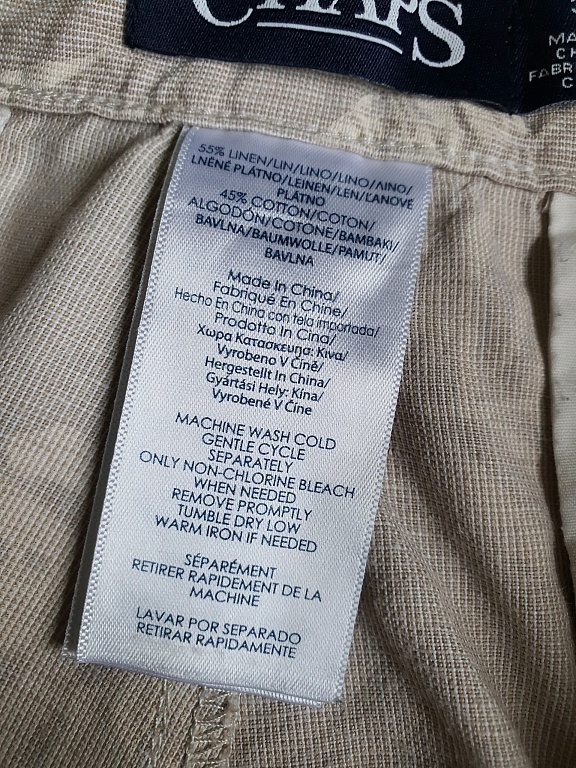 CHAPS
55% LINEN/LIN/LINO/LINO/ΛINO/
LNĚNÉ PLÁTNO/LEINEN/LEN/ĽANOVÉ
PLÁTNO
45% COTTON/COTON/
ALGODÓN/COTONE/BAMBAKI/
BAVLNA/BAUMWOLLE/PAMUT/
BAVLNA
Made In China/
Fabriqué En Chine/
Hecho En China con tela importada/
Prodotto In Cina/
Χωρα Κατασκευηα: Κινα/
Vyrobeno V Číně/
Hergestellt In China/
Gyártási Hely: Kína/
Vyrobené V Číne
MACHINE WASH COLD
GENTLE CYCLE
SEPARATELY
ONLY NON-CHLORINE BLEACH
WHEN NEEDED
REMOVE PROMPTLY
TUMBLE DRY LOW
WARM IRON IF NEEDED
SÉPARÉMENT
RETIRER RAPIDEMENT DE LA
MACHINE
LAVAR POR SEPARADO
RETIRAR RAPIDAMENTE